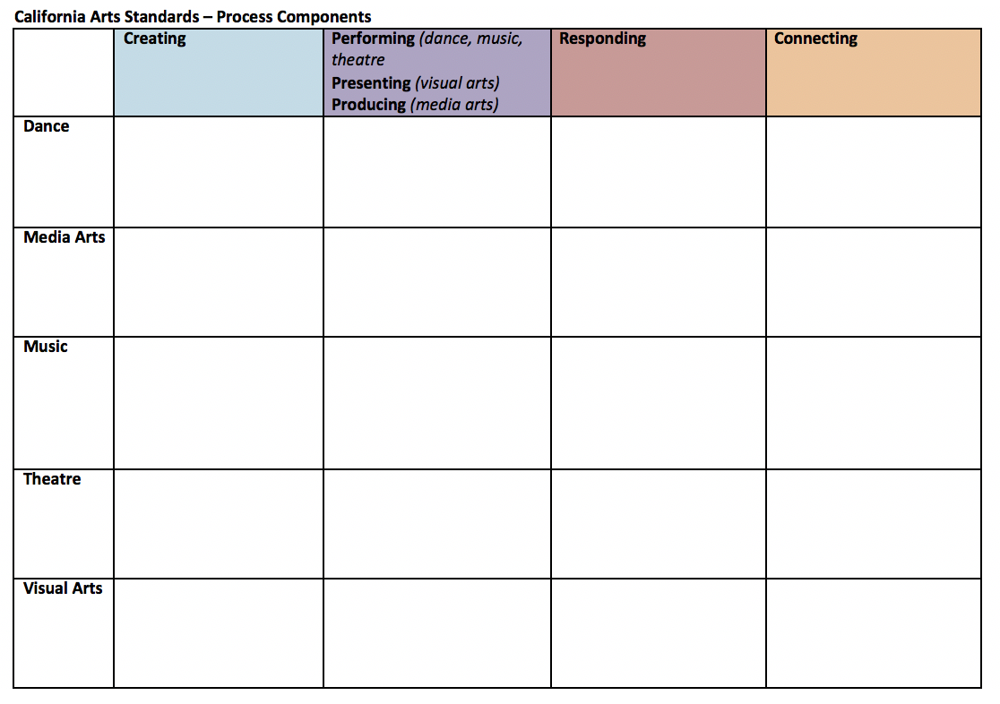 California Arts Standards – Process Components
Creating
Performing (dance, music,
theatre
Presenting (visual arts)
Producing (media arts)
Responding
Connecting
Dance
Media Arts
Music
Theatre
Visual Arts